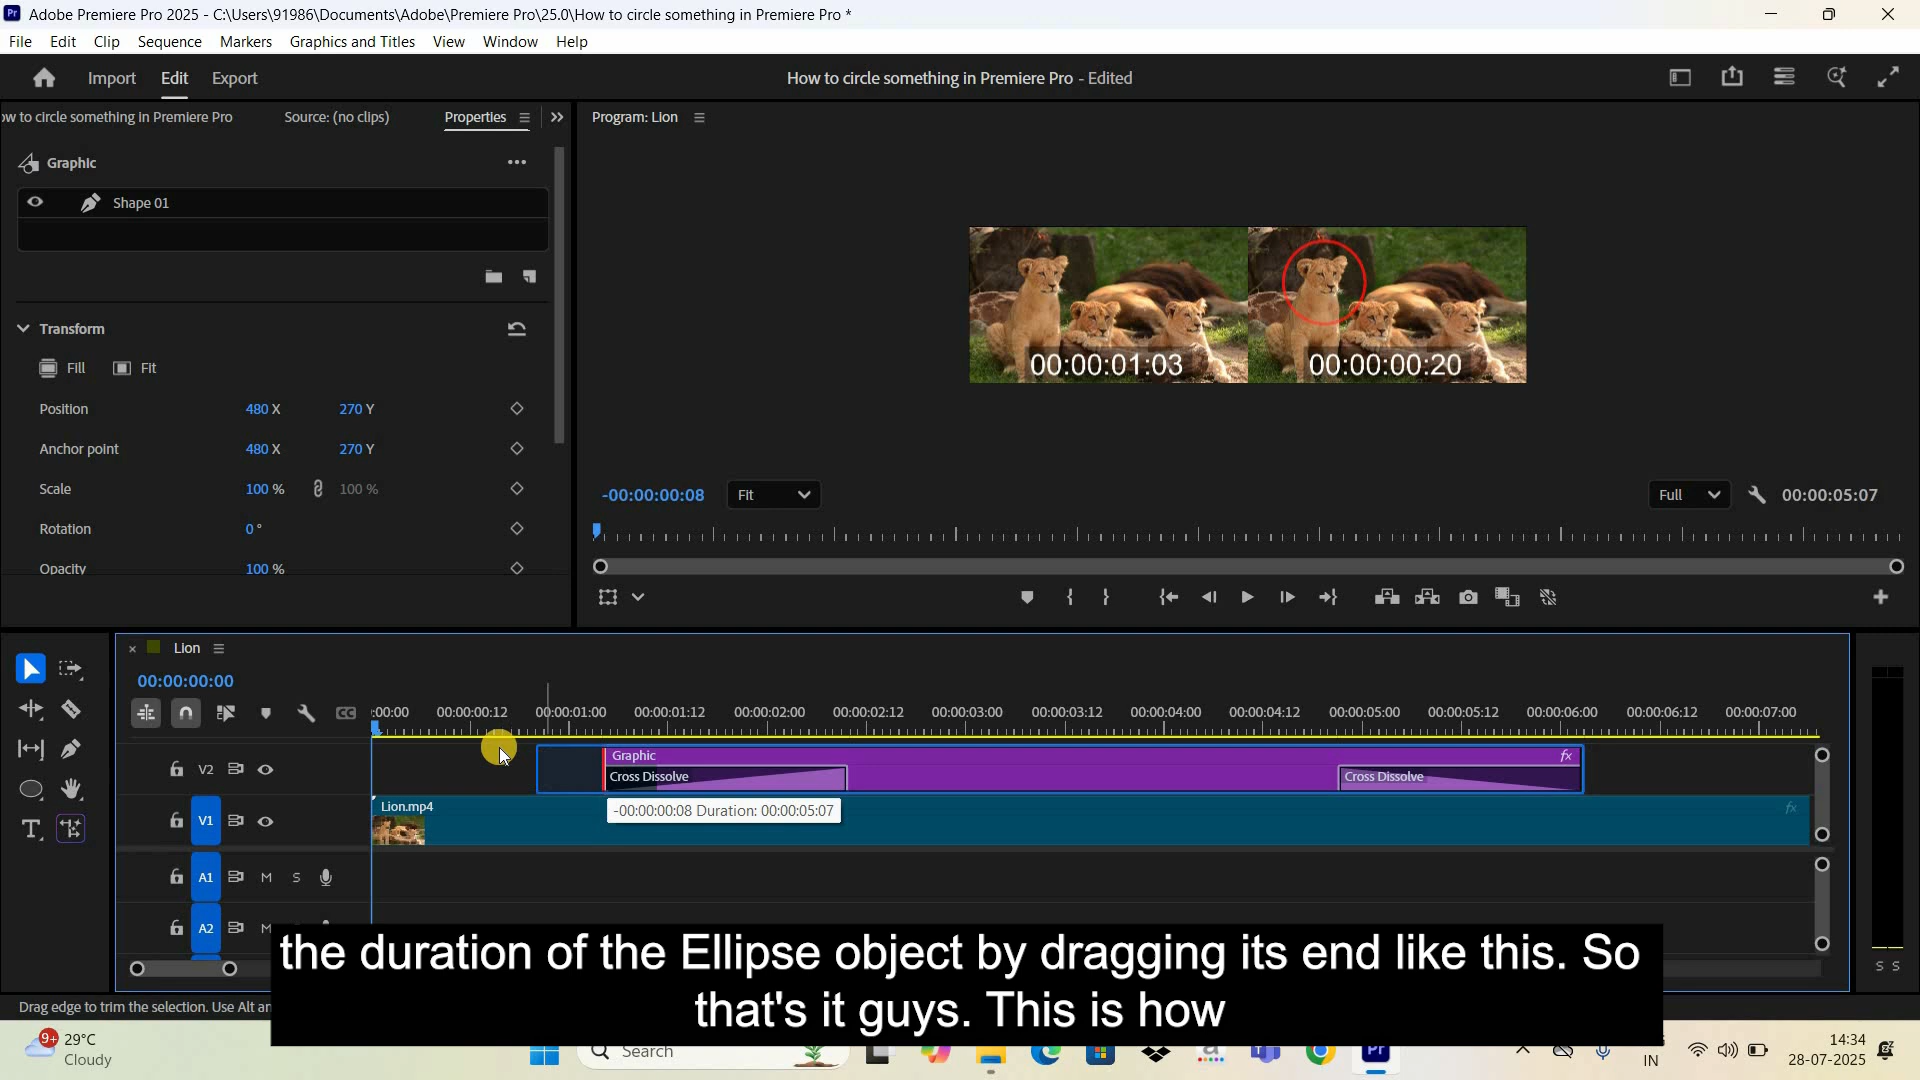 Adobe Premiere Pro 2025 - C:\Users\91986\Documents\Adobe\Premiere Pro\25.0\How to circle something in Premiere Pro *
File Edit Clip Sequence Markers Graphics and Titles View Window Help
Import Edit Export
How to circle something in Premiere Pro - Edited
ow to circle something in Premiere Pro
Source: (no clips)
Properties
Program: Lion
Graphic
Shape 01
Transform
Fill Fit
Position 480 X 270 Y
Anchor point 480 X 270 Y
Scale 100 % 100 %
Rotation 0 °
Opacity 100 %
00:00:01:03 00:00:00:20
-00:00:00:08 Fit Full 00:00:05:07
Lion
00:00:00:00
:00:00 00:00:00:12 00:00:01:00 00:00:01:12 00:00:02:00 00:00:02:12 00:00:03:00 00:00:03:12 00:00:04:00 00:00:04:12 00:00:05:00 00:00:05:12 00:00:06:00 00:00:06:12 00:00:07:00
V2
Graphic fx
Cross Dissolve Cross Dissolve
V1
Lion.mp4 fx
-00:00:00:08 Duration: 00:00:05:07
A1 M S
A2 M
S S
Drag edge to trim the selection. Use Alt an
the duration of the Ellipse object by dragging its end like this. So
that's it guys. This is how
9+
29°C
Cloudy
Search
Pr
IN
14:34
28-07-2025